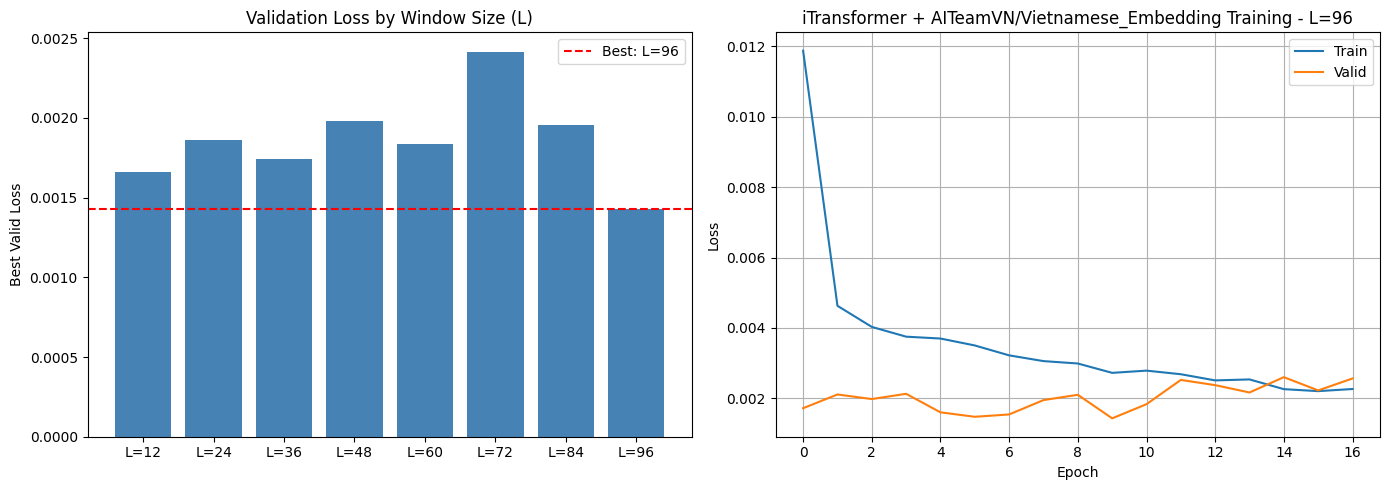 Validation Loss by Window Size (L)
Best Valid Loss
0.0025
0.0020
0.0015
0.0010
0.0005
0.0000
Best: L=96
L=12 L=24 L=36 L=48 L=60 L=72 L=84 L=96
iTransformer + AITeamVN/Vietnamese_Embedding Training - L=96
Loss
0.012
0.010
0.008
0.006
0.004
0.002
Train
Valid
0 2 4 6 8 10 12 14 16
Epoch